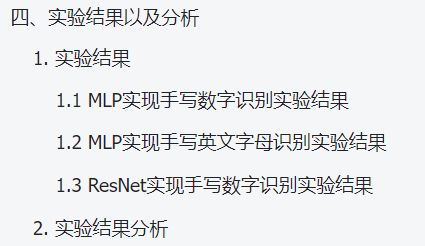 四、实验结果以及分析
1. 实验结果
1.1 MLP实现手写数字识别实验结果
1.2 MLP实现手写英文字母识别实验结果
1.3 ResNet实现手写数字识别实验结果
2. 实验结果分析